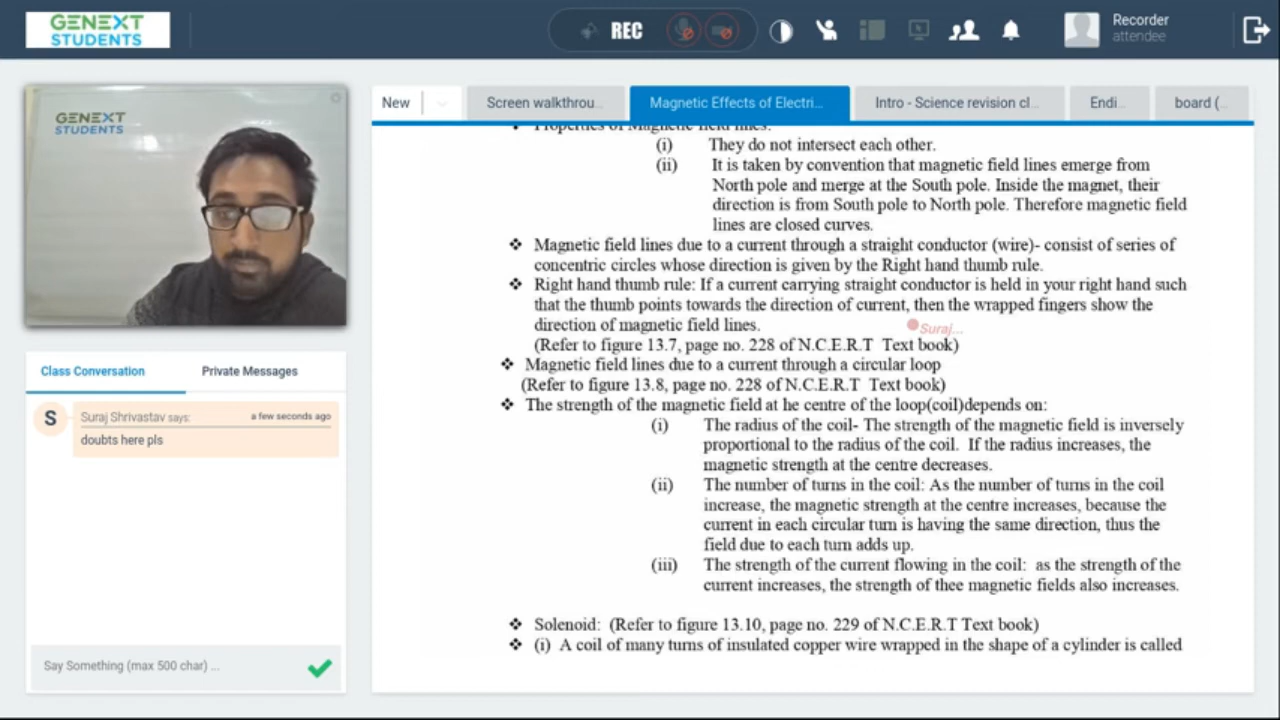 GENEXT
STUDENTS
REC
Recorder
attendee
GENEXT
STUDENTS
New
Screen walkthrou...
Magnetic Effects of Electri...
Intro - Science revision cl...
Endi...
board (...
Class Conversation
Private Messages
S
Suraj Shrivastav says:
a few seconds ago
doubts here pls
Say Something (max 500 char) ...
❖ Properties of Magnetic field lines:
(i) They do not intersect each other.
(ii) It is taken by convention that magnetic field lines emerge from
North pole and merge at the South pole. Inside the magnet, their
direction is from South pole to North pole. Therefore magnetic field
lines are closed curves.
❖ Magnetic field lines due to a current through a straight conductor (wire)- consist of series of
concentric circles whose direction is given by the Right hand thumb rule.
❖ Right hand thumb rule: If a current carrying straight conductor is held in your right hand such
that the thumb points towards the direction of current, then the wrapped fingers show the
direction of magnetic field lines.
Suraj...
(Refer to figure 13.7, page no. 228 of N.C.E.R.T Text book)
❖ Magnetic field lines due to a current through a circular loop
(Refer to figure 13.8, page no. 228 of N.C.E.R.T Text book)
❖ The strength of the magnetic field at he centre of the loop(coil)depends on:
(i) The radius of the coil- The strength of the magnetic field is inversely
proportional to the radius of the coil. If the radius increases, the
magnetic strength at the centre decreases.
(ii) The number of turns in the coil: As the number of turns in the coil
increase, the magnetic strength at the centre increases, because the
current in each circular turn is having the same direction, thus the
field due to each turn adds up.
(iii) The strength of the current flowing in the coil: as the strength of the
current increases, the strength of thee magnetic fields also increases.
❖ Solenoid: (Refer to figure 13.10, page no. 229 of N.C.E.R.T Text book)
❖ (i) A coil of many turns of insulated copper wire wrapped in the shape of a cylinder is called